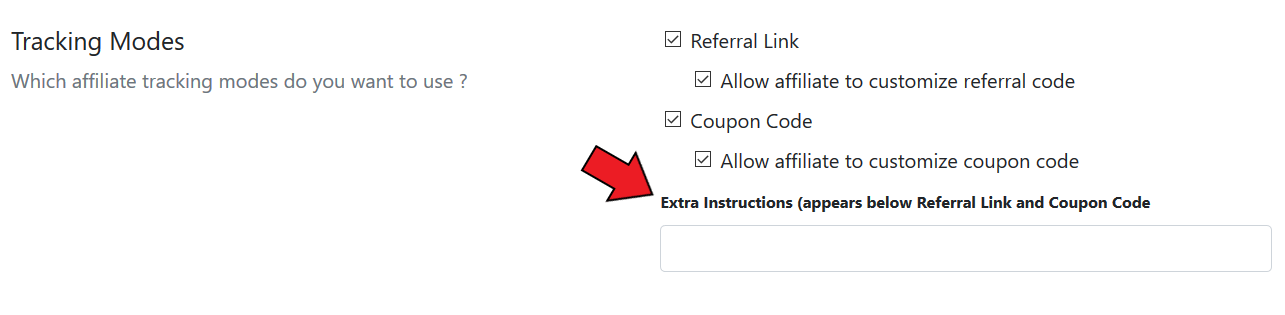 Tracking Modes
Which affiliate tracking modes do you want to use ?
Referral Link
Allow affiliate to customize referral code
Coupon Code
Allow affiliate to customize coupon code
Extra Instructions (appears below Referral Link and Coupon Code